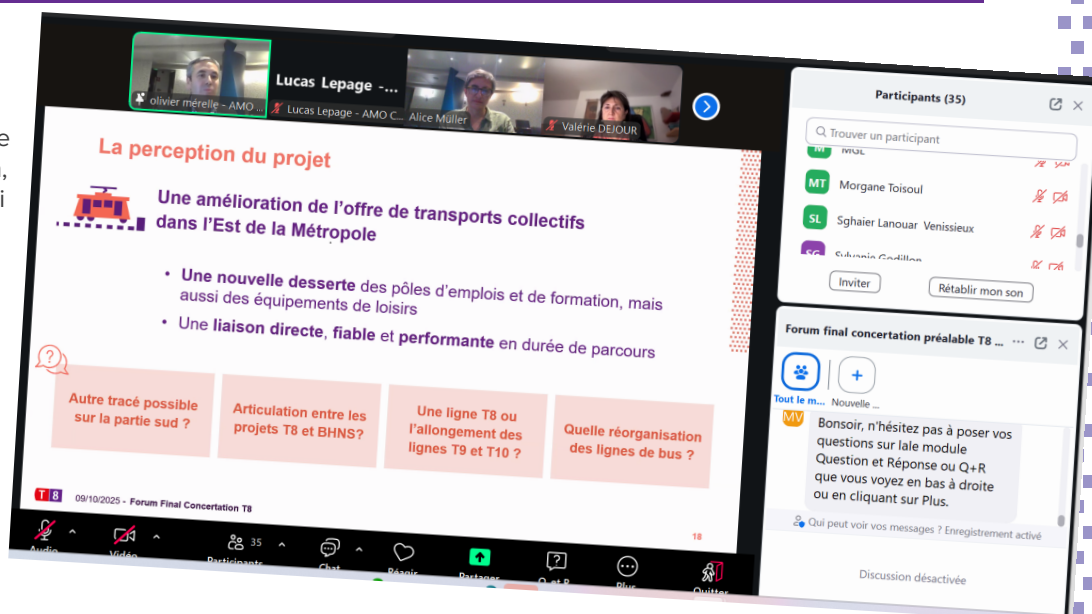 e
i
olivier mérelle - AMO ...
Lucas Lepage -...
Lucas Lepage - AMO C...
Alice Müller
Valérie DEJOUR
La perception du projet
Une amélioration de l'offre de transports collectifs
dans l'Est de la Métropole
• Une nouvelle desserte des pôles d'emplois et de formation, mais
aussi des équipements de loisirs
• Une liaison directe, fiable et performante en durée de parcours
?
Autre tracé possible
sur la partie sud ?
Articulation entre les
projets T8 et BHNS?
Une ligne T8 ou
l'allongement des
lignes T9 et T10 ?
Quelle réorganisation
des lignes de bus ?
T 8
09/10/2025 - Forum Final Concertation T8
18
Audio
Vidéo
35
Participants
Chat
Réagir
Partager
Q et R
Plus
Quitter
Participants (35)
Trouver un participant
M
MGL
MT
Morgane Toisoul
SL
Sghaier Lanouar Venissieux
SG
Sylvanie Godillon
Inviter
Rétablir mon son
Forum final concertation préalable T8 ...
Tout le m...
Nouvelle ...
MV
Bonsoir, n'hésitez pas à poser vos
questions sur lale module
Question et Réponse ou Q+R
que vous voyez en bas à droite
ou en cliquant sur Plus.
Qui peut voir vos messages ? Enregistrement activé
Discussion désactivée